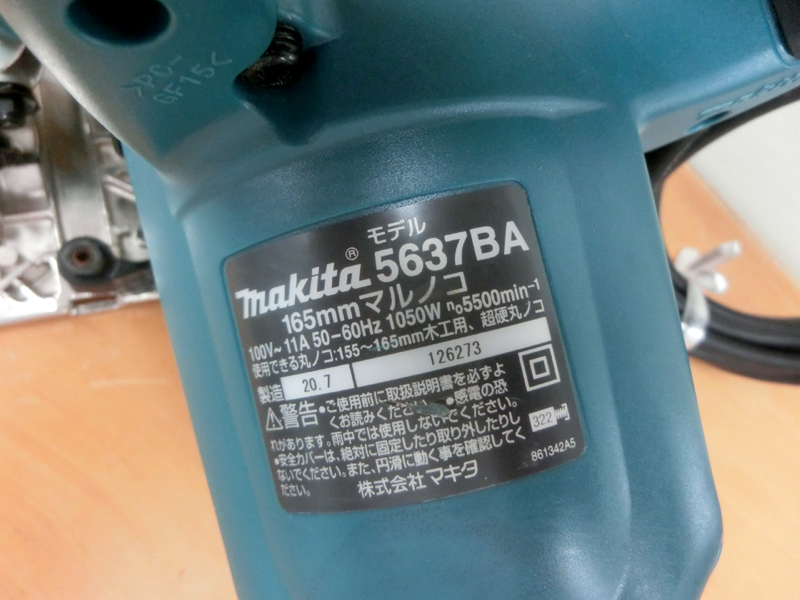 >PC-
GF15<
モデル
makita® 5637BA
165mmマルノコ
100V~ 11A 50-60Hz 1050W n₀5500min⁻¹
使用できる丸ノコ:155~165mm木工用、超硬丸ノコ
製造 20.7 126273
⚠警告 •ご使用前に取扱説明書を必ずよ
くお読みください。•感電の恐
れがあります。雨中では使用しないでください。
•安全カバーは、絶対に固定したり取り外したりし
ないでください。また、円滑に動く事を確認してく
ださい。
322
株式会社マキタ
861342A5